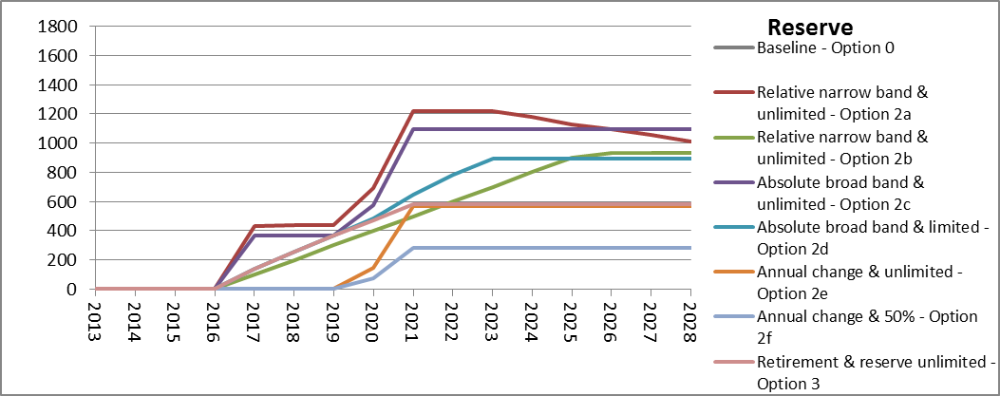 Reserve
1800
1600
1400
1200
1000
800
600
400
200
0
2013
2014
2015
2016
2017
2018
2019
2020
2021
2022
2023
2024
2025
2026
2027
2028
Baseline - Option 0
Relative narrow band &
unlimited - Option 2a
Relative narrow band &
unlimited - Option 2b
Absolute broad band &
unlimited - Option 2c
Absolute broad band & limited -
Option 2d
Annual change & unlimited -
Option 2e
Annual change & 50% - Option
2f
Retirement & reserve unlimited -
Option 3